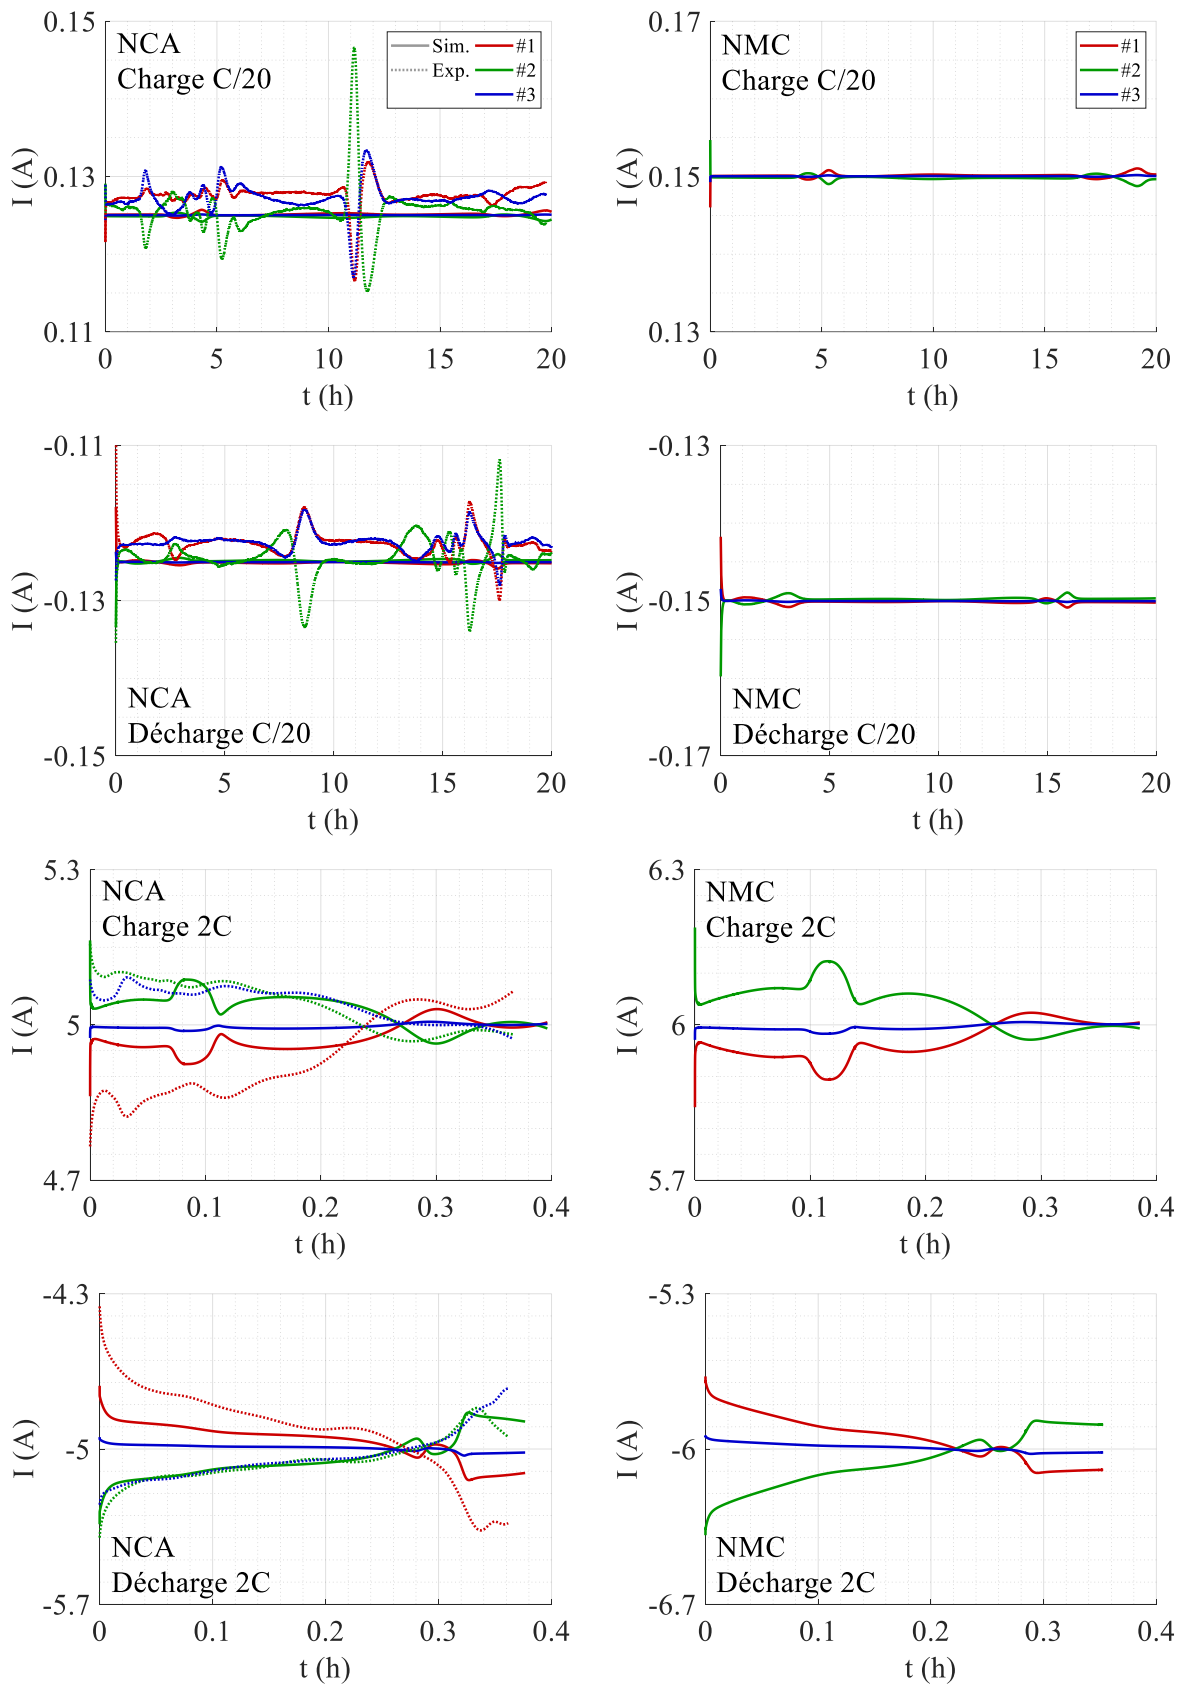 NCA
Charge C/20
Sim.
Exp.
#1
#2
#3
0.15
0.13
0.11
I (A)
0
5
10
15
20
t (h)
NMC
Charge C/20
#1
#2
#3
0.17
0.15
0.13
I (A)
0
5
10
15
20
t (h)
-0.11
-0.13
-0.15
I (A)
NCA
Décharge C/20
0
5
10
15
20
t (h)
-0.13
-0.15
-0.17
I (A)
NMC
Décharge C/20
0
5
10
15
20
t (h)
5.3
5
4.7
I (A)
NCA
Charge 2C
0
0.1
0.2
0.3
0.4
t (h)
6.3
6
5.7
I (A)
NMC
Charge 2C
0
0.1
0.2
0.3
0.4
t (h)
-4.3
-5
-5.7
I (A)
NCA
Décharge 2C
0
0.1
0.2
0.3
0.4
t (h)
-5.3
-6
-6.7
I (A)
NMC
Décharge 2C
0
0.1
0.2
0.3
0.4
t (h)